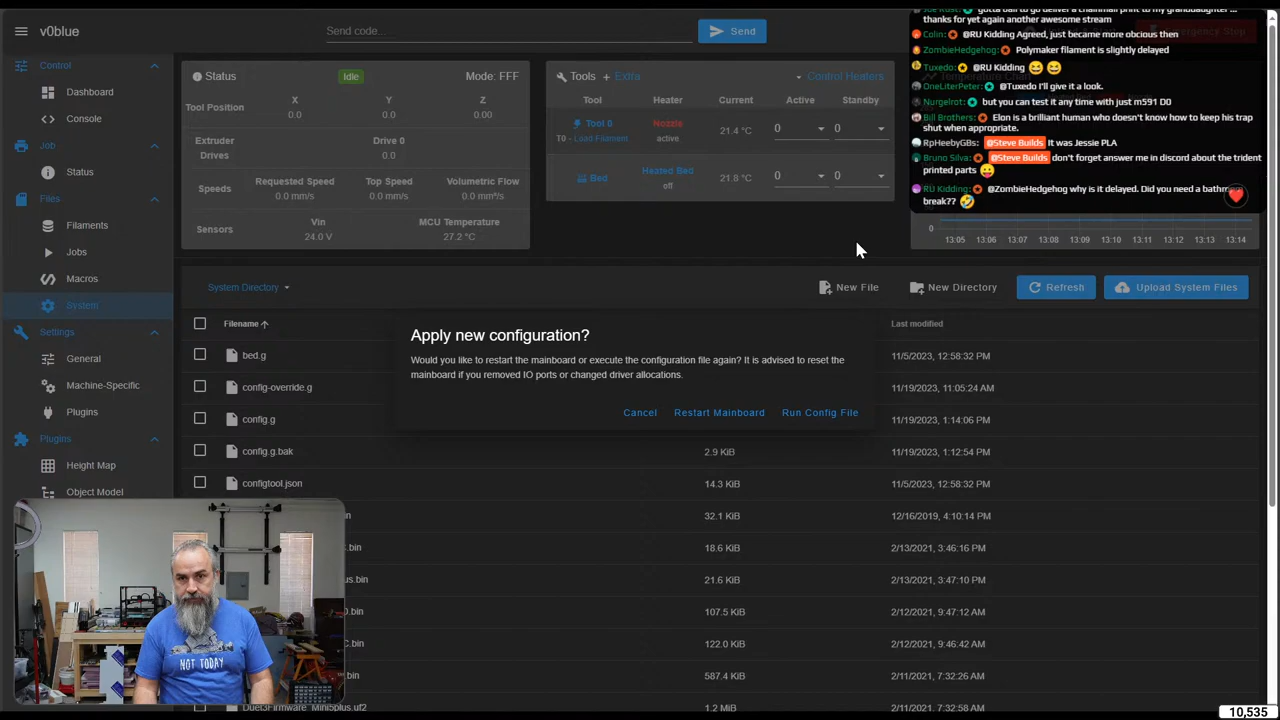 v0blue
Send code...
Send
Control
Dashboard
Console
Job
Status
Files
Filaments
Jobs
Macros
System
Settings
General
Machine-Specific
Plugins
Plugins
Height Map
Object Model
Status
Idle
Mode: FFF
Tool Position
X
Y
Z
0.0
0.0
0.00
Extruder
Drives
Drive 0
0.0
Speeds
Requested Speed
Top Speed
Volumetric Flow
0.0 mm/s
0.0 mm/s
0.0 mm³/s
Sensors
Vin
MCU Temperature
24.0 V
27.2 °C
Tools
+ Extra
Control Heaters
Tool
Heater
Current
Active
Standby
Tool 0
T0 - Load Filament
Nozzle
active
21.4 °C
0
0
Bed
Heated Bed
off
21.8 °C
0
0
thanks for yet again another awesome stream
Colin: @RU Kidding Agreed, just became more obcious then
ZombieHedgehog: Polymaker filament is slightly delayed
Tuxedo: @RU Kidding
OneLiterPeter: @Tuxedo I'll give it a look.
Nurgelrot: but you can test it any time with just m591 D0
Bill Brothers: Elon is a brilliant human who doesn't know how to keep his trap
shut when appropriate.
RpHeebyGBs: @Steve Builds It was Jessie PLA
Bruno Silva: @Steve Builds don't forget answer me in discord about the trident
printed parts
RU Kidding: @ZombieHedgehog why is it delayed. Did you need a bathroom
break??
0
13:05 13:06 13:07 13:08 13:09 13:10 13:11 13:12 13:13 13:14
System Directory
New File
New Directory
Refresh
Upload System Files
Filename
Last modified
Apply new configuration?
Would you like to restart the mainboard or execute the configuration file again? It is advised to reset the
mainboard if you removed IO ports or changed driver allocations.
Cancel
Restart Mainboard
Run Config File
bed.g
11/5/2023, 12:58:32 PM
config-override.g
11/19/2023, 11:05:24 AM
config.g
11/19/2023, 1:14:06 PM
config.g.bak
2.9 KiB
11/19/2023, 1:12:54 PM
configtool.json
14.3 KiB
11/5/2023, 12:58:32 PM
32.1 KiB
12/16/2019, 4:10:14 PM
.bin
18.6 KiB
2/13/2021, 3:46:16 PM
us.bin
21.6 KiB
2/13/2021, 3:47:10 PM
0.bin
107.5 KiB
2/12/2021, 9:47:12 AM
C.bin
122.0 KiB
2/12/2021, 9:46:42 AM
.bin
587.4 KiB
2/11/2021, 7:32:26 AM
Duet3Firmware_Mini5plus.uf2
1.2 MiB
2/11/2021, 7:32:58 AM
NOT TODAY
10,535